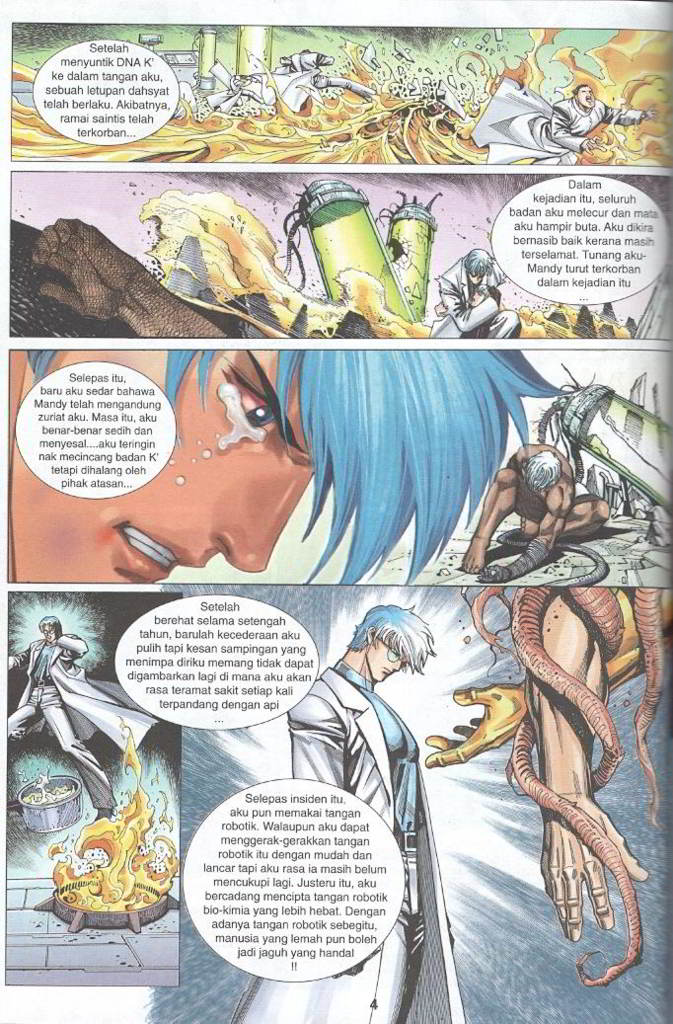 Setelah
menyuntik DNA K'
ke dalam tangan aku,
sebuah letupan dahsyat
telah berlaku. Akibatnya,
ramai saintis telah
terkorban...
Dalam
kejadian itu, seluruh
badan aku melecur dan mata
aku hampir buta. Aku dikira
bernasib baik kerana masih
terselamat. Tunang aku-
Mandy turut terkorban
dalam kejadian itu
...
Selepas itu,
baru aku sedar bahawa
Mandy telah mengandung
zuriat aku. Masa itu, aku
benar-benar sedih dan
menyesal....aku teringin
nak mecincang badan K'
tetapi dihalang oleh
pihak atasan...
Setelah
berehat selama setengah
tahun, barulah kecederaan aku
pulih tapi kesan sampingan yang
menimpa diriku memang tidak dapat
digambarkan lagi di mana aku akan
rasa teramat sakit setiap kali
terpandang dengan api
...
Selepas insiden itu,
aku pun memakai tangan
robotik. Walaupun aku dapat
menggerak-gerakkan tangan
robotik itu dengan mudah dan
lancar tapi aku rasa ia masih belum
mencukupi lagi. Justeru itu, aku
bercadang mencipta tangan robotik
bio-kimia yang lebih hebat. Dengan
adanya tangan robotik sebegitu,
manusia yang lemah pun boleh
jadi jaguh yang handal
!!
4